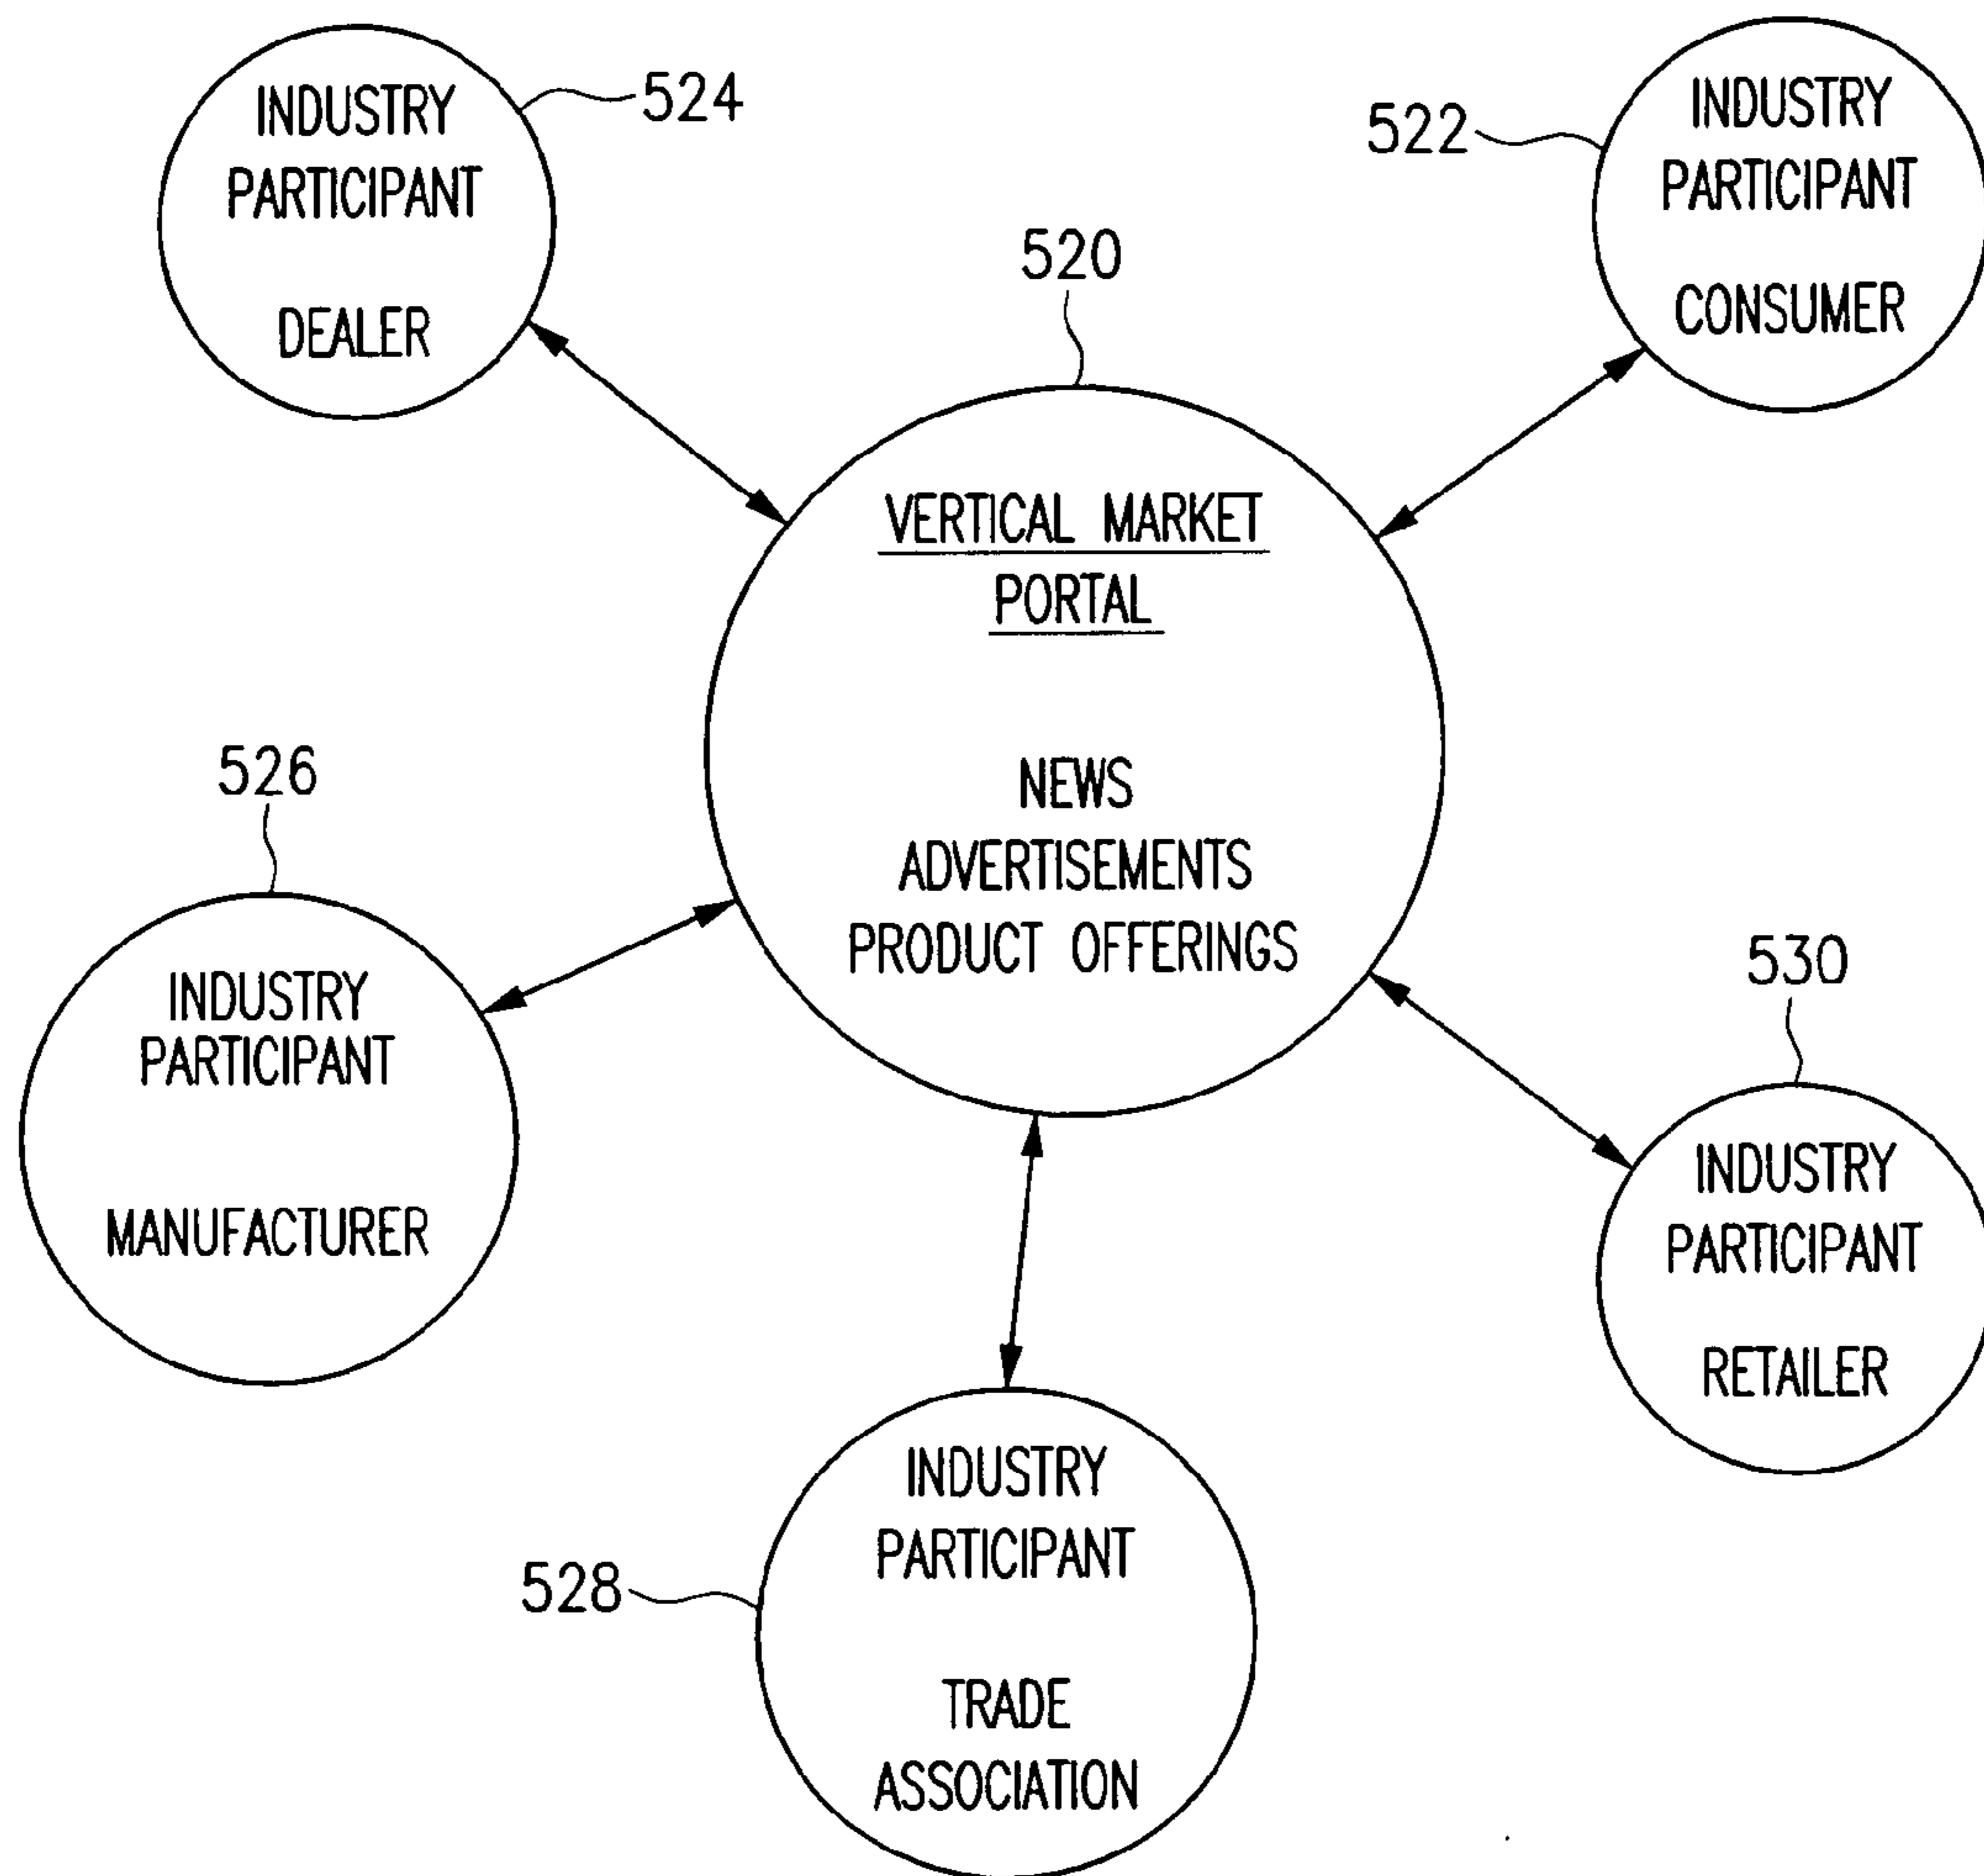 INDUSTRY
PARTICIPANT
DEALER
524
522
INDUSTRY
PARTICIPANT
CONSUMER
520
VERTICAL MARKET
PORTAL
NEWS
ADVERTISEMENTS
PRODUCT OFFERINGS
526
INDUSTRY
PARTICIPANT
MANUFACTURER
530
INDUSTRY
PARTICIPANT
RETAILER
528
INDUSTRY
PARTICIPANT
TRADE
ASSOCIATION